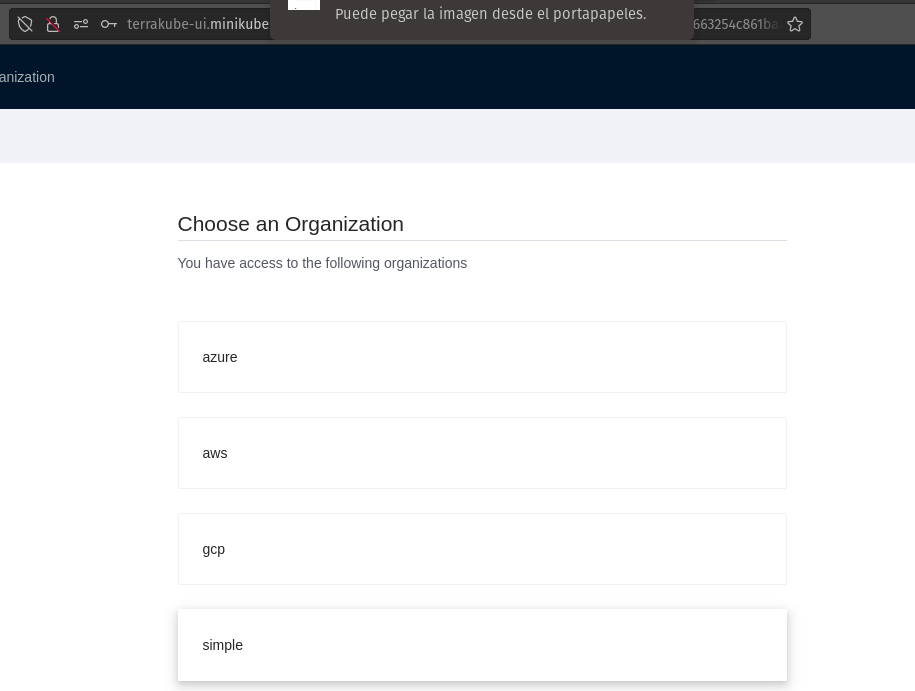 Puede pegar la imagen desde el portapapeles.
terrakube-ui.minikube
663254c861ba
anization
Choose an Organization
You have access to the following organizations
azure
aws
gcp
simple